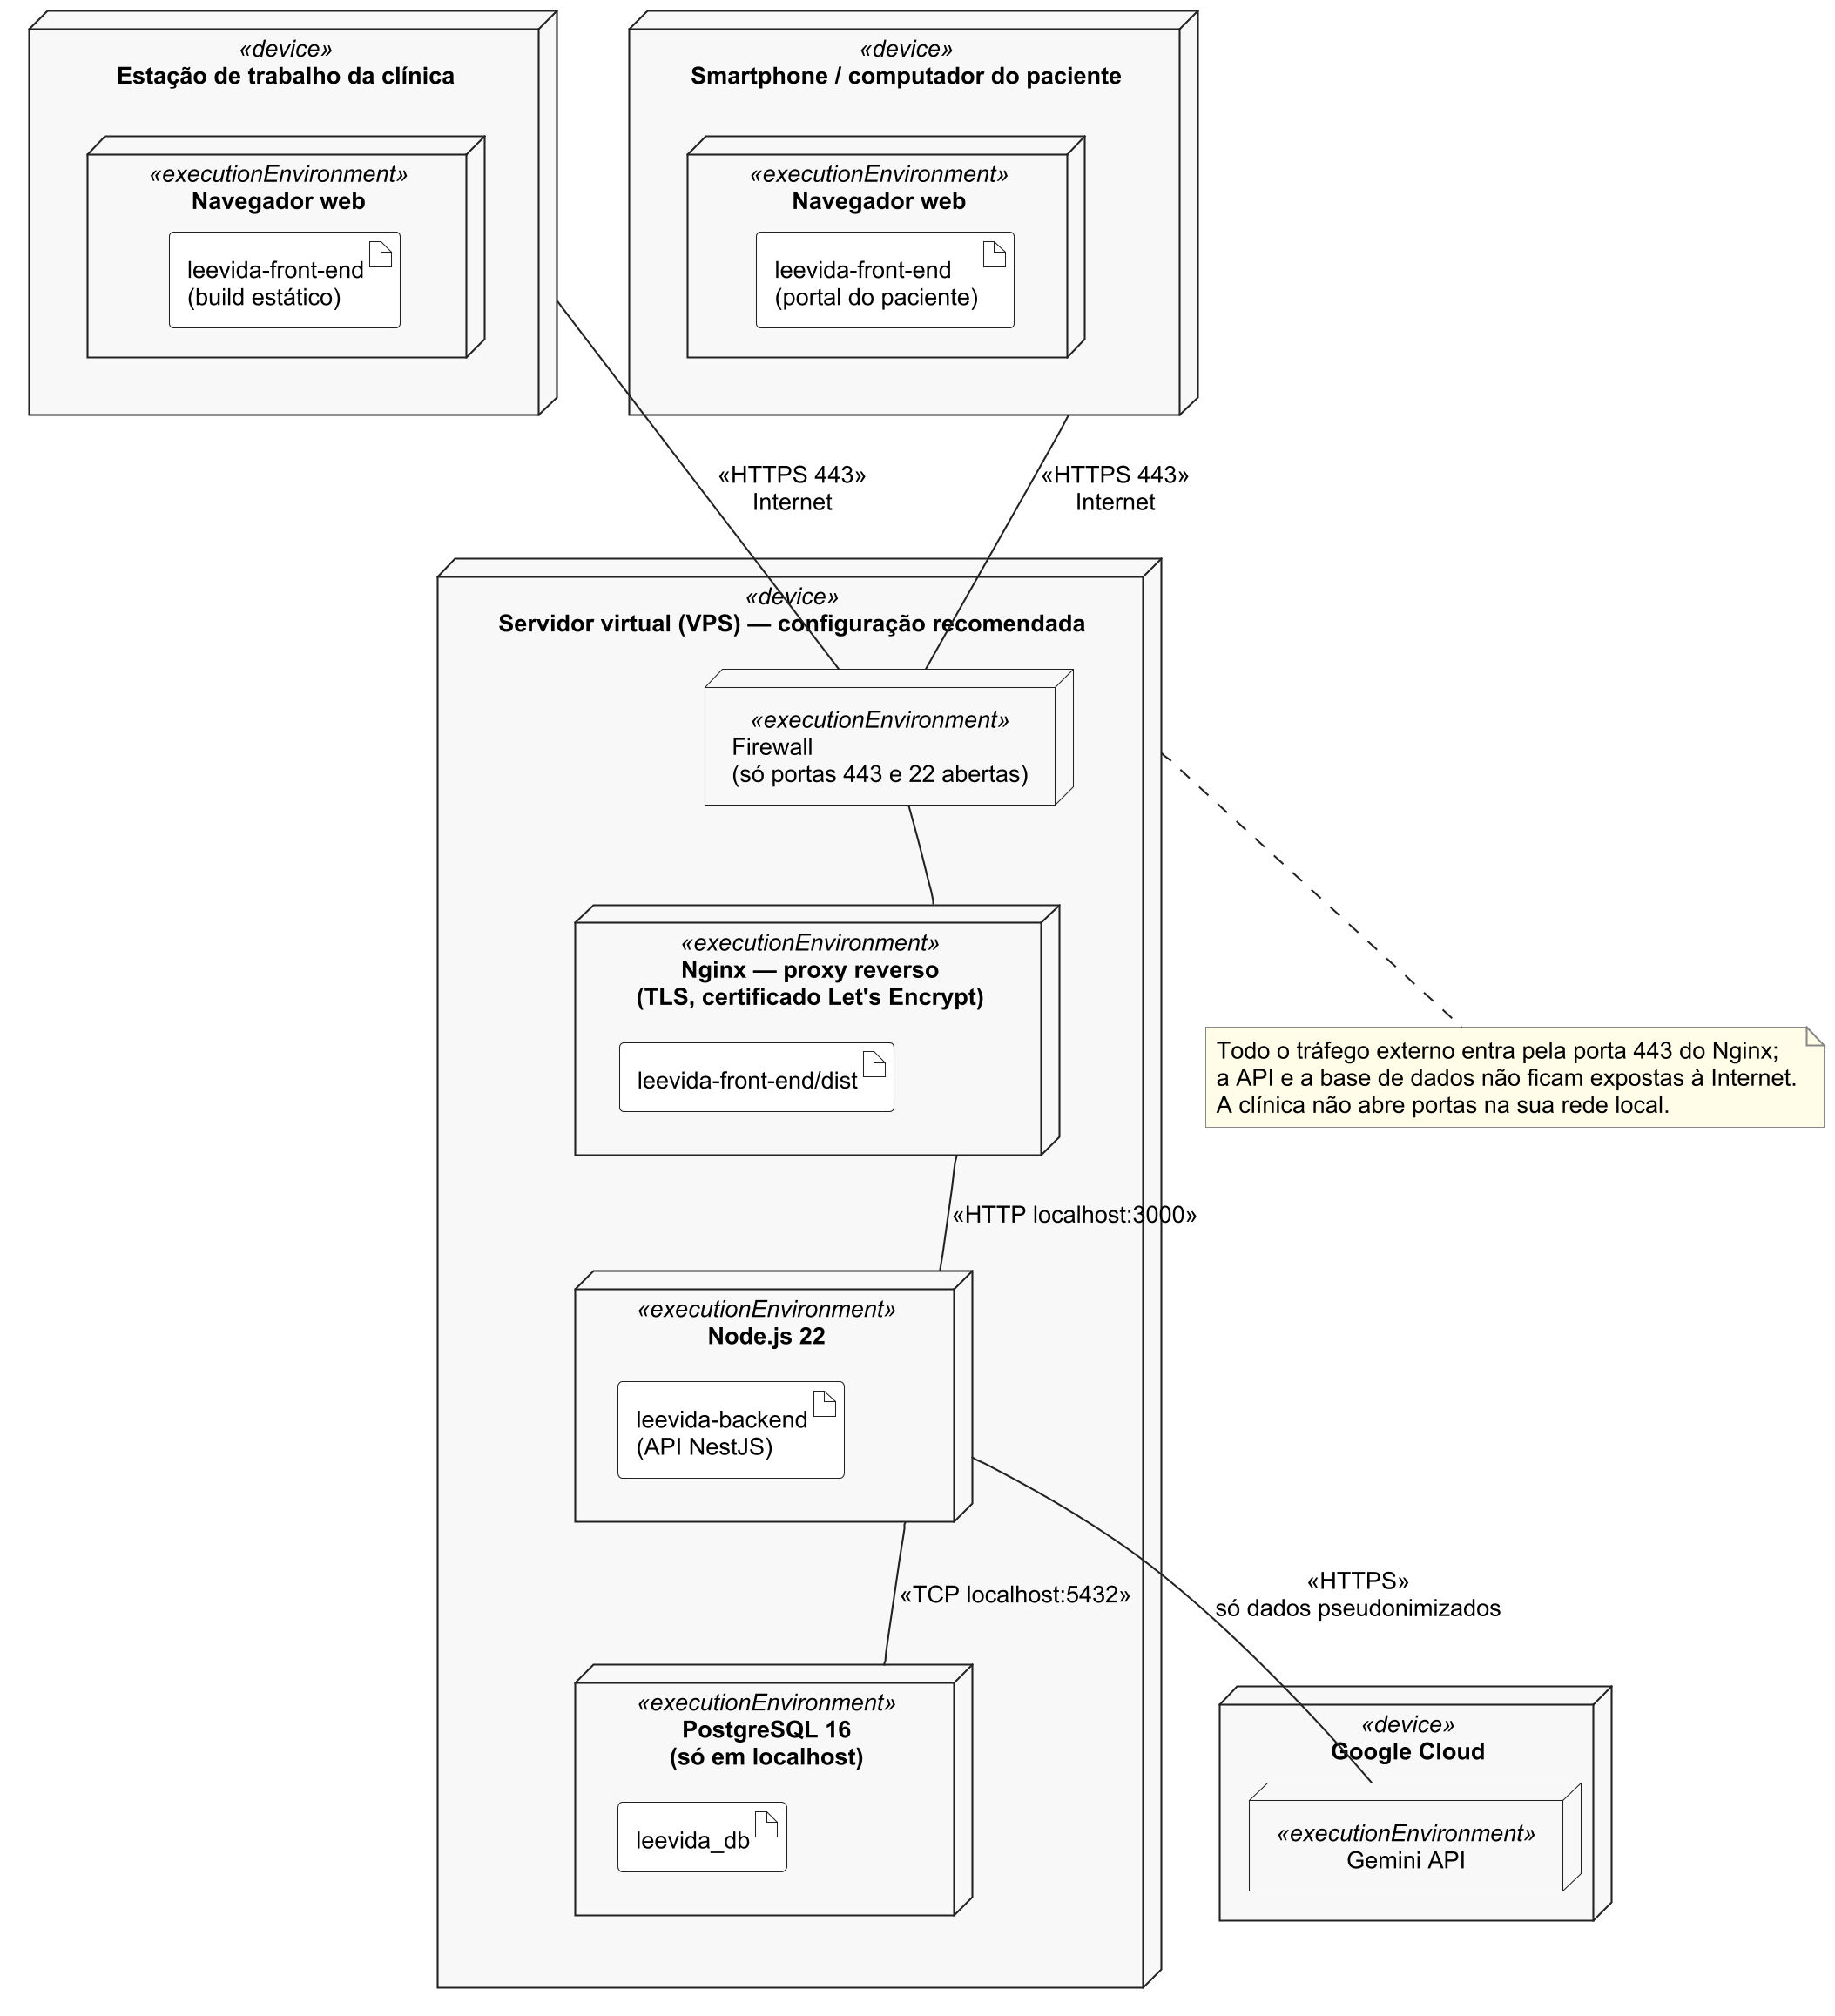 «device»
Estação de trabalho da clínica
«executionEnvironment»
Navegador web
leevida-front-end
(build estático)
«device»
Smartphone / computador do paciente
«executionEnvironment»
Navegador web
leevida-front-end
(portal do paciente)
«HTTPS 443»
Internet
«HTTPS 443»
Internet
«device»
Servidor virtual (VPS) — configuração recomendada
«executionEnvironment»
Firewall
(só portas 443 e 22 abertas)
«executionEnvironment»
Nginx — proxy reverso
(TLS, certificado Let's Encrypt)
leevida-front-end/dist
Todo o tráfego externo entra pela porta 443 do Nginx;
a API e a base de dados não ficam expostas à Internet.
A clínica não abre portas na sua rede local.
«HTTP localhost:3000»
«executionEnvironment»
Node.js 22
leevida-backend
(API NestJS)
«TCP localhost:5432»
«HTTPS»
só dados pseudonimizados
«executionEnvironment»
PostgreSQL 16
(só em localhost)
leevida_db
«device»
Google Cloud
«executionEnvironment»
Gemini API